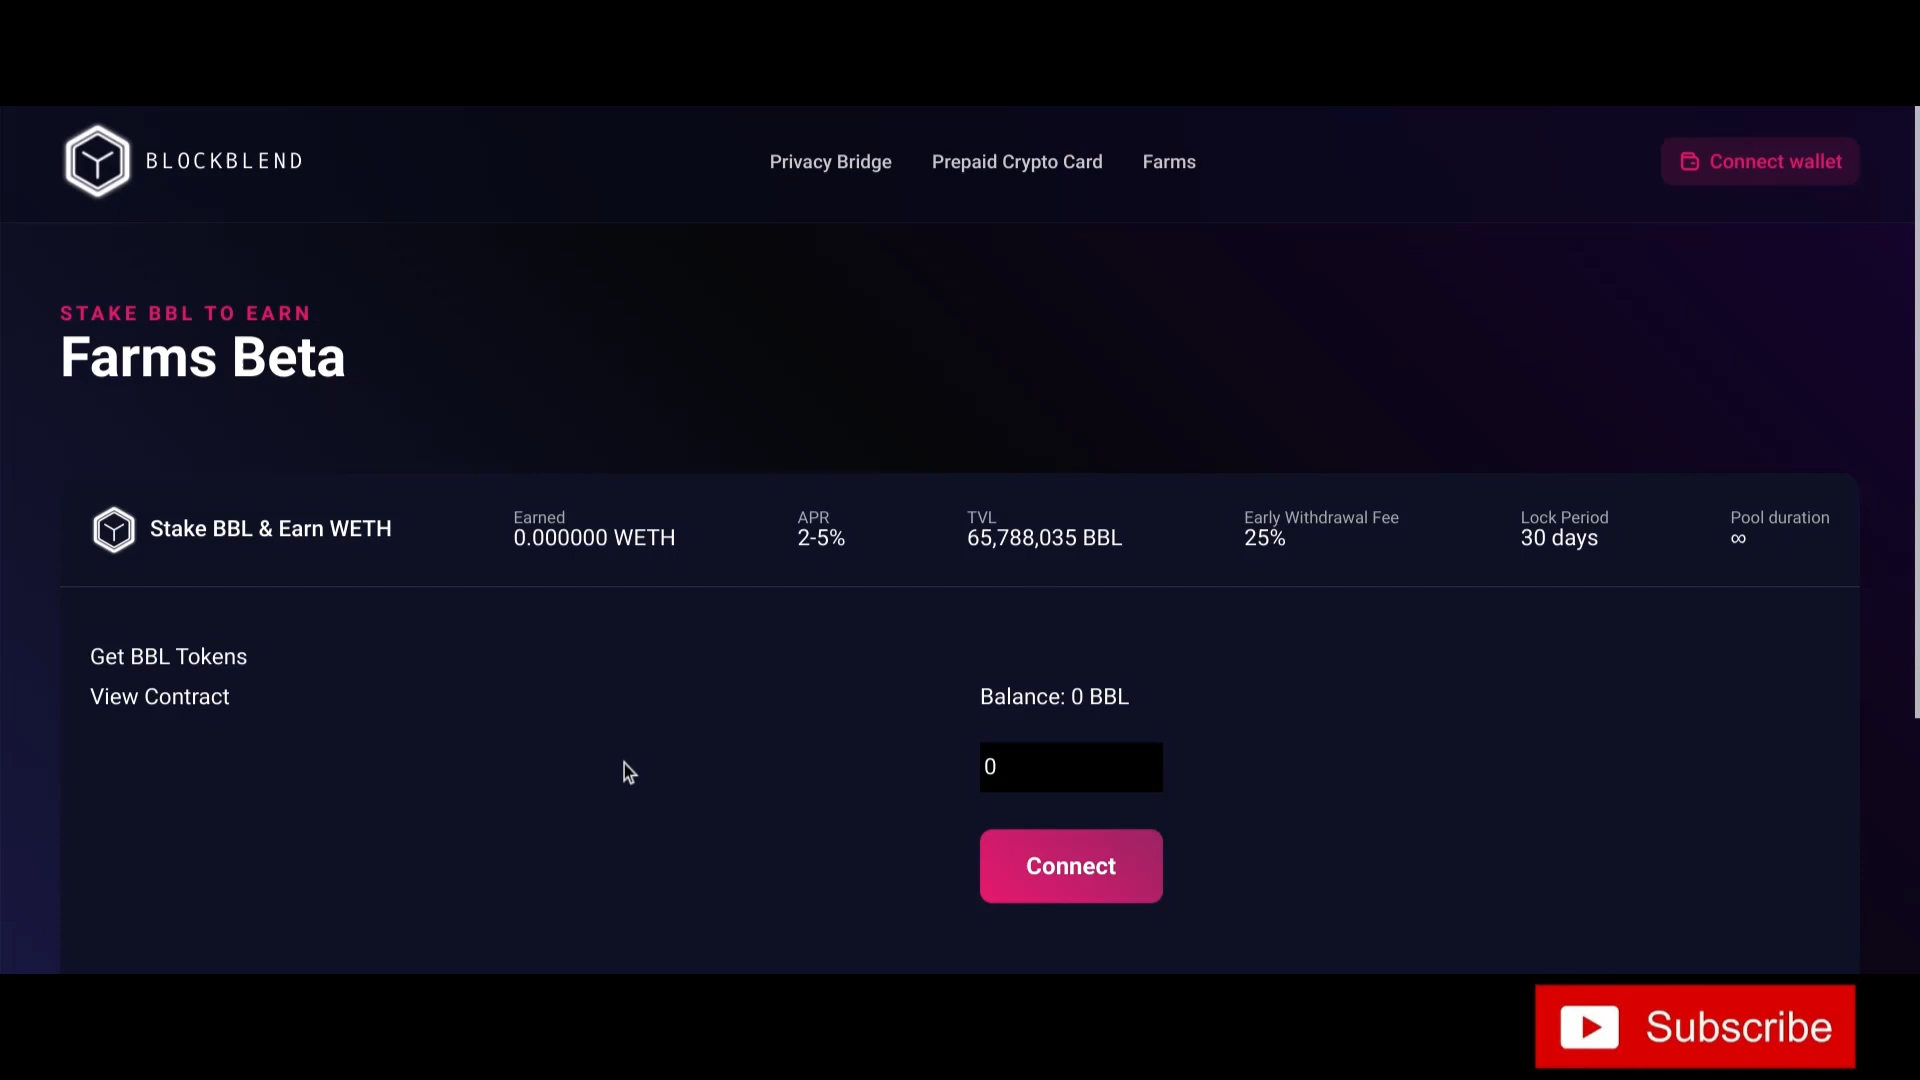 BLOCKBLEND
Privacy Bridge
Prepaid Crypto Card
Farms
Connect wallet
STAKE BBL TO EARN
Farms Beta
Stake BBL & Earn WETH
Earned
0.000000 WETH
APR
2-5%
TVL
65,788,035 BBL
Early Withdrawal Fee
25%
Lock Period
30 days
Pool duration
∞
Get BBL Tokens
View Contract
Balance: 0 BBL
0
Connect
Subscribe